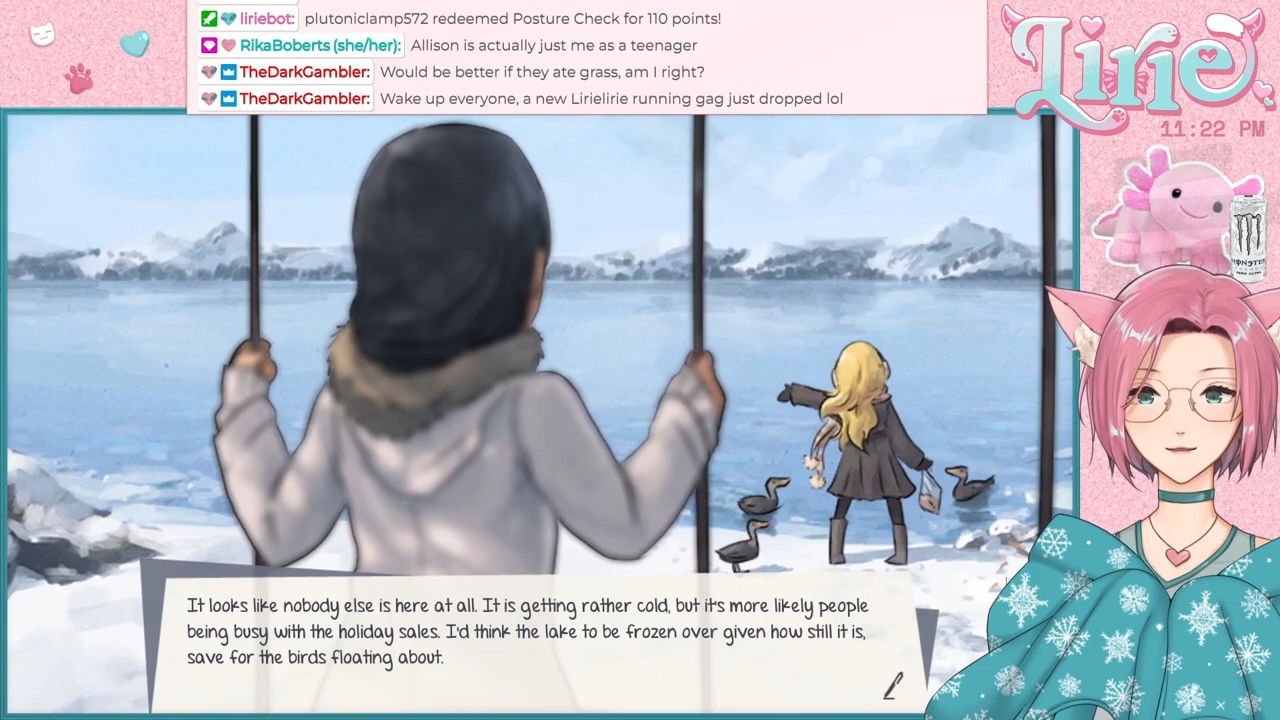 liriebot: plutoniclamp572 redeemed Posture Check for 110 points!
RikaBoberts (she/her): Allison is actually just me as a teenager
TheDarkGambler: Would be better if they ate grass, am I right?
TheDarkGambler: Wake up everyone, a new Lirielirie running gag just dropped lol
Lirie
11:22 PM
MONSTER
It looks like nobody else is here at all. It is getting rather cold, but it's more likely people
being busy with the holiday sales. I'd think the lake to be frozen over given how still it is,
save for the birds floating about.